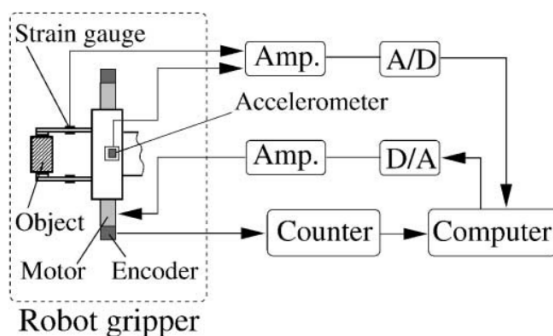 Strain gauge
Amp.
A/D
Accelerometer
Amp.
D/A
Object
Motor
Encoder
Counter
Computer
Robot gripper